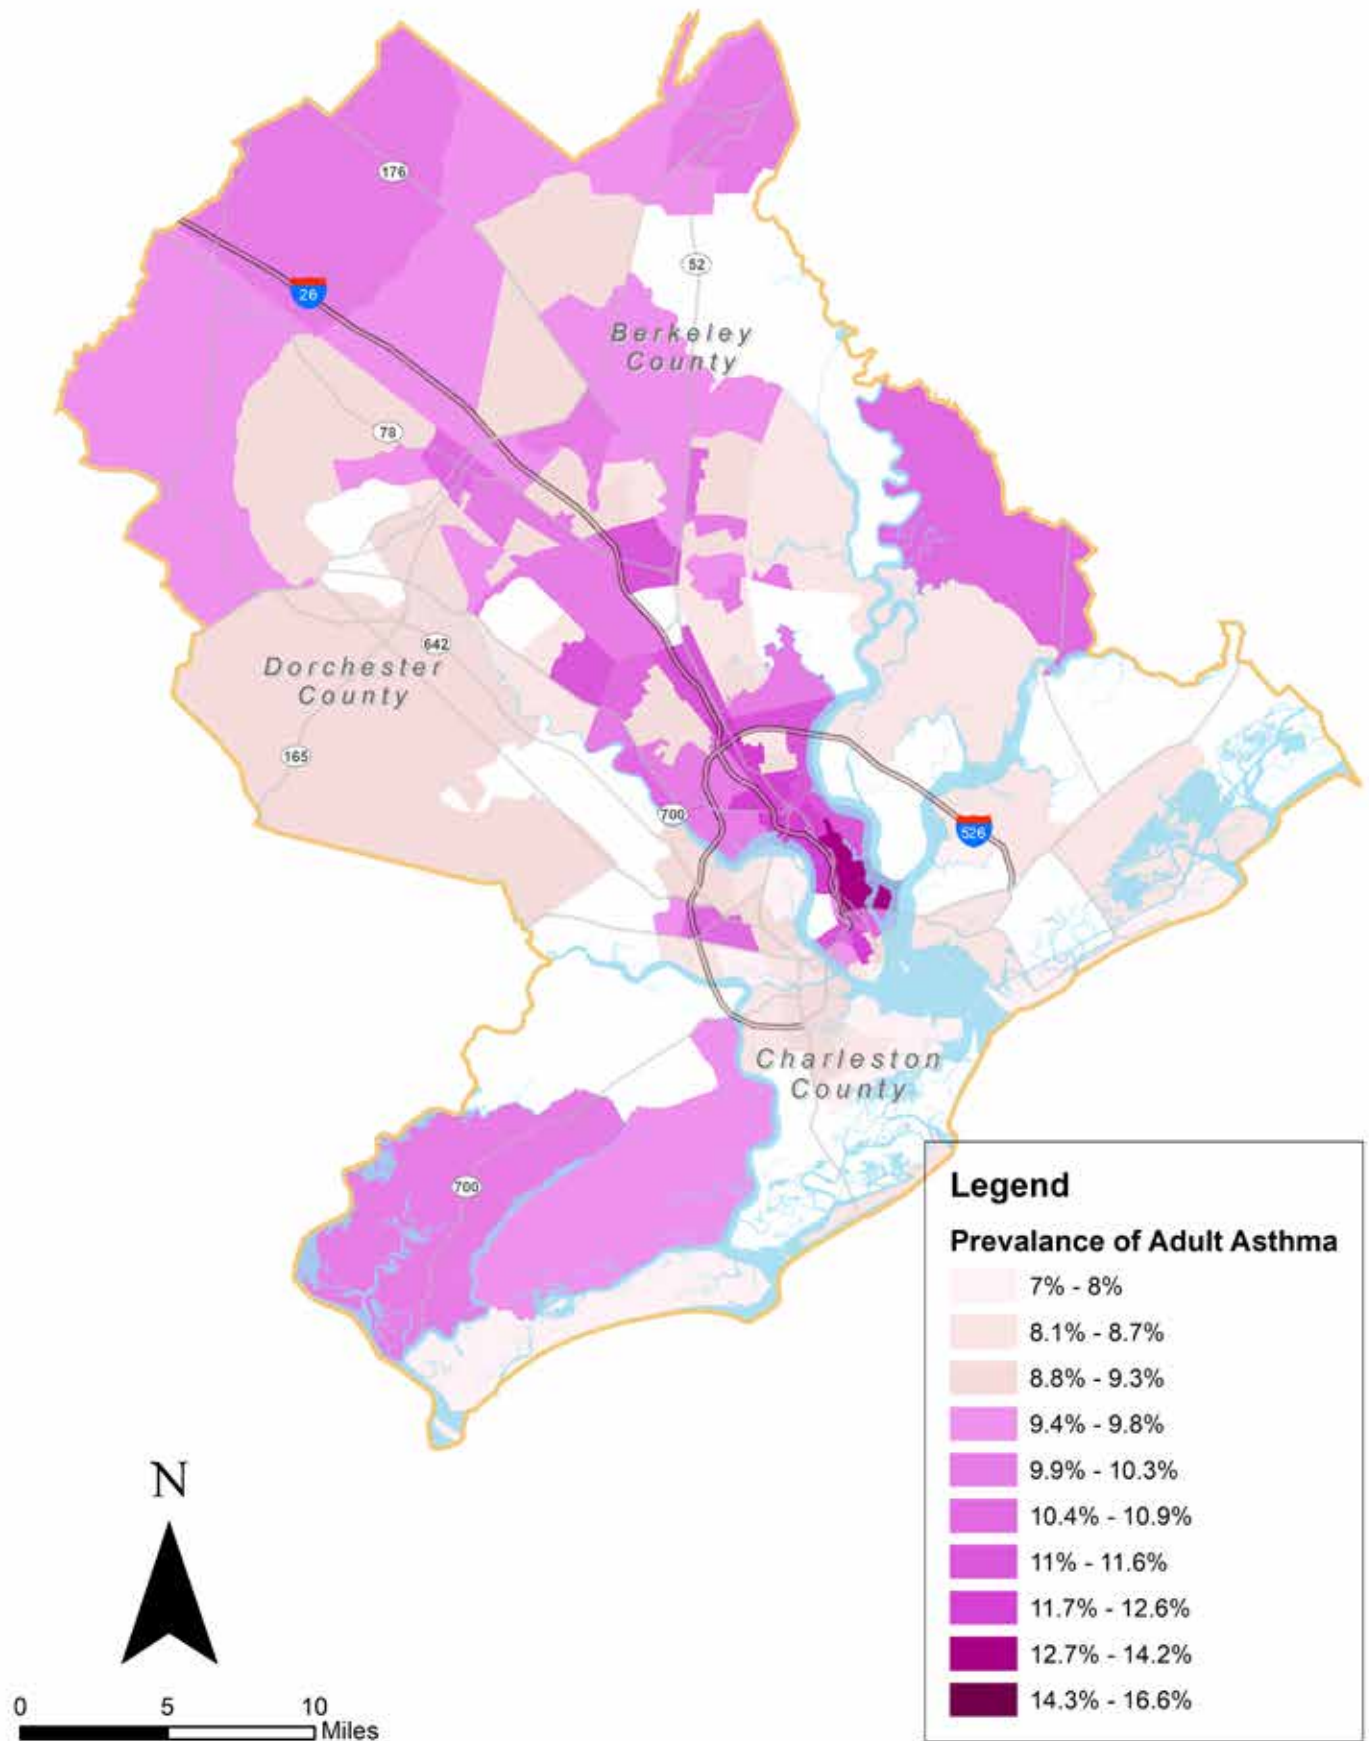 176
52
26
Berkeley
County
78
642
Dorchester
County
165
700
526
Charleston
County
700
Legend
Prevalance of Adult Asthma
7% - 8%
8.1% - 8.7%
8.8% - 9.3%
9.4% - 9.8%
9.9% - 10.3%
10.4% - 10.9%
11% - 11.6%
11.7% - 12.6%
12.7% - 14.2%
14.3% - 16.6%
N
0 5 10
Miles